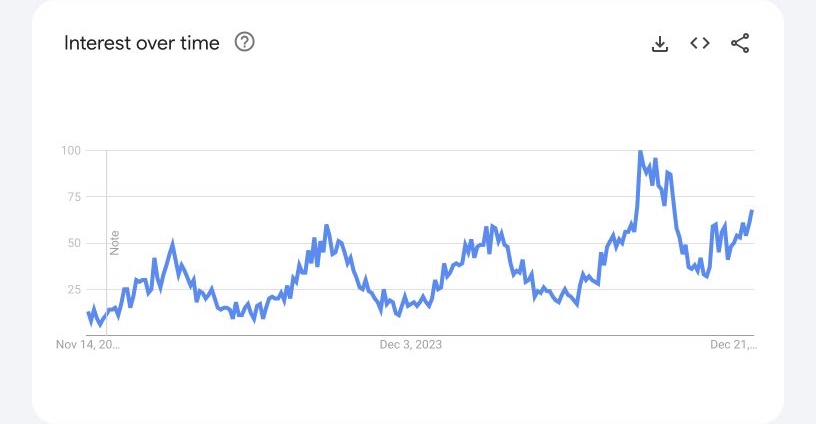 Interest over time
100
75
50
25
Note
Nov 14, 20...
Dec 3, 2023
Dec 21,...